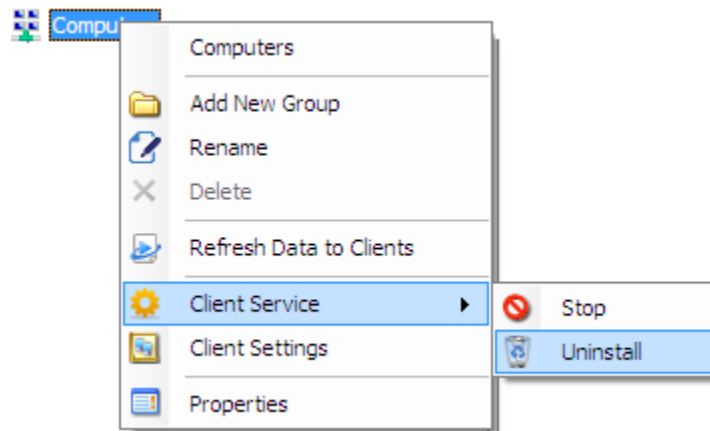 Compu
Computers
Add New Group
Rename
Delete
Refresh Data to Clients
Client Service
Stop
Client Settings
Uninstall
Properties